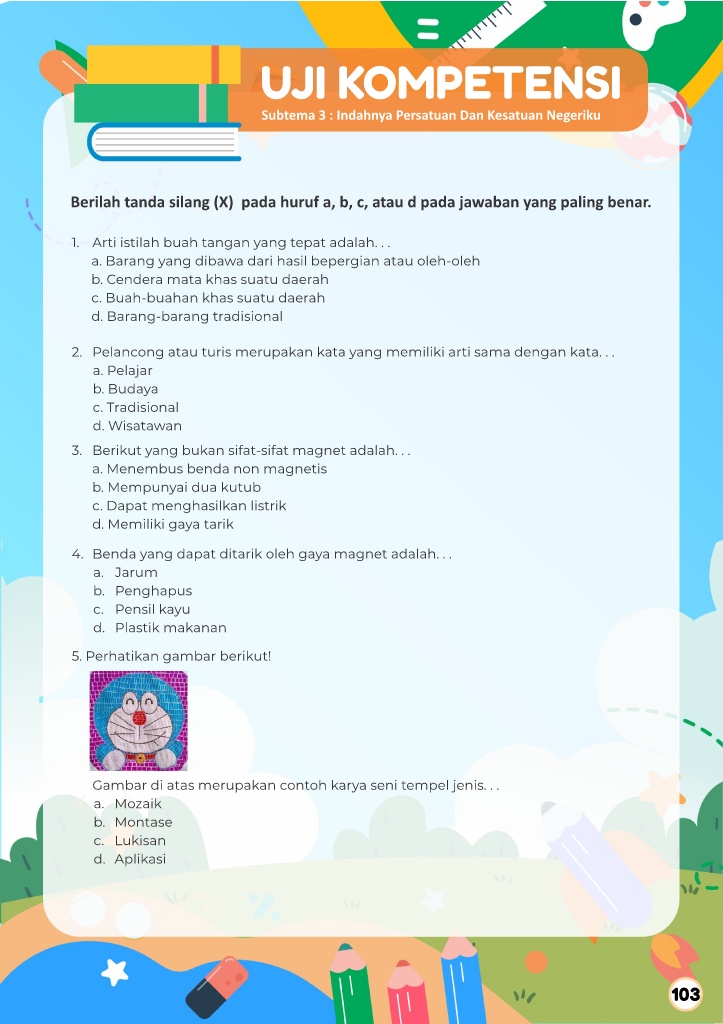 UJI KOMPETENSI
Subtema 3 : Indahnya Persatuan Dan Kesatuan Negeriku
Berilah tanda silang (X) pada huruf a, b, c, atau d pada jawaban yang paling benar.
1. Arti istilah buah tangan yang tepat adalah. . .
a. Barang yang dibawa dari hasil bepergian atau oleh-oleh
b. Cendera mata khas suatu daerah
c. Buah-buahan khas suatu daerah
d. Barang-barang tradisional
2. Pelancong atau turis merupakan kata yang memiliki arti sama dengan kata. . .
a. Pelajar
b. Budaya
c. Tradisional
d. Wisatawan
3. Berikut yang bukan sifat-sifat magnet adalah. . .
a. Menembus benda non magnetis
b. Mempunyai dua kutub
c. Dapat menghasilkan listrik
d. Memiliki gaya tarik
4. Benda yang dapat ditarik oleh gaya magnet adalah. . .
a. Jarum
b. Penghapus
c. Pensil kayu
d. Plastik makanan
5. Perhatikan gambar berikut!
Gambar di atas merupakan contoh karya seni tempel jenis. . .
a. Mozaik
b. Montase
c. Lukisan
d. Aplikasi
103